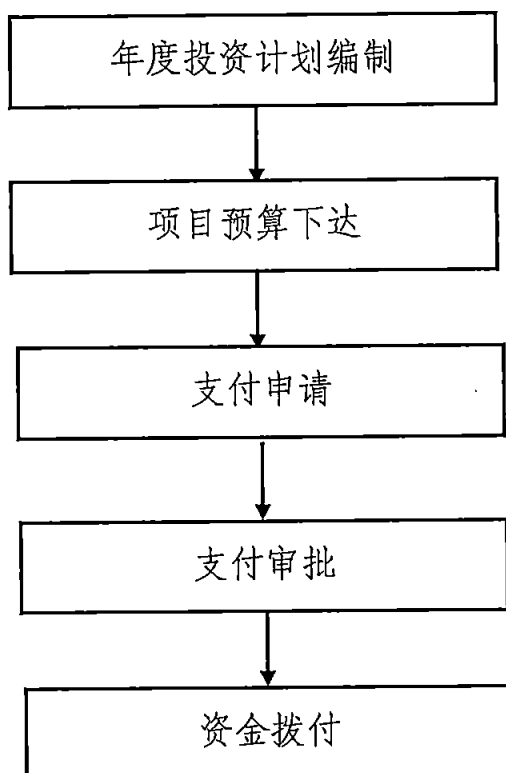 年度投资计划编制
项目预算下达
支付申请
支付审批
资金拨付